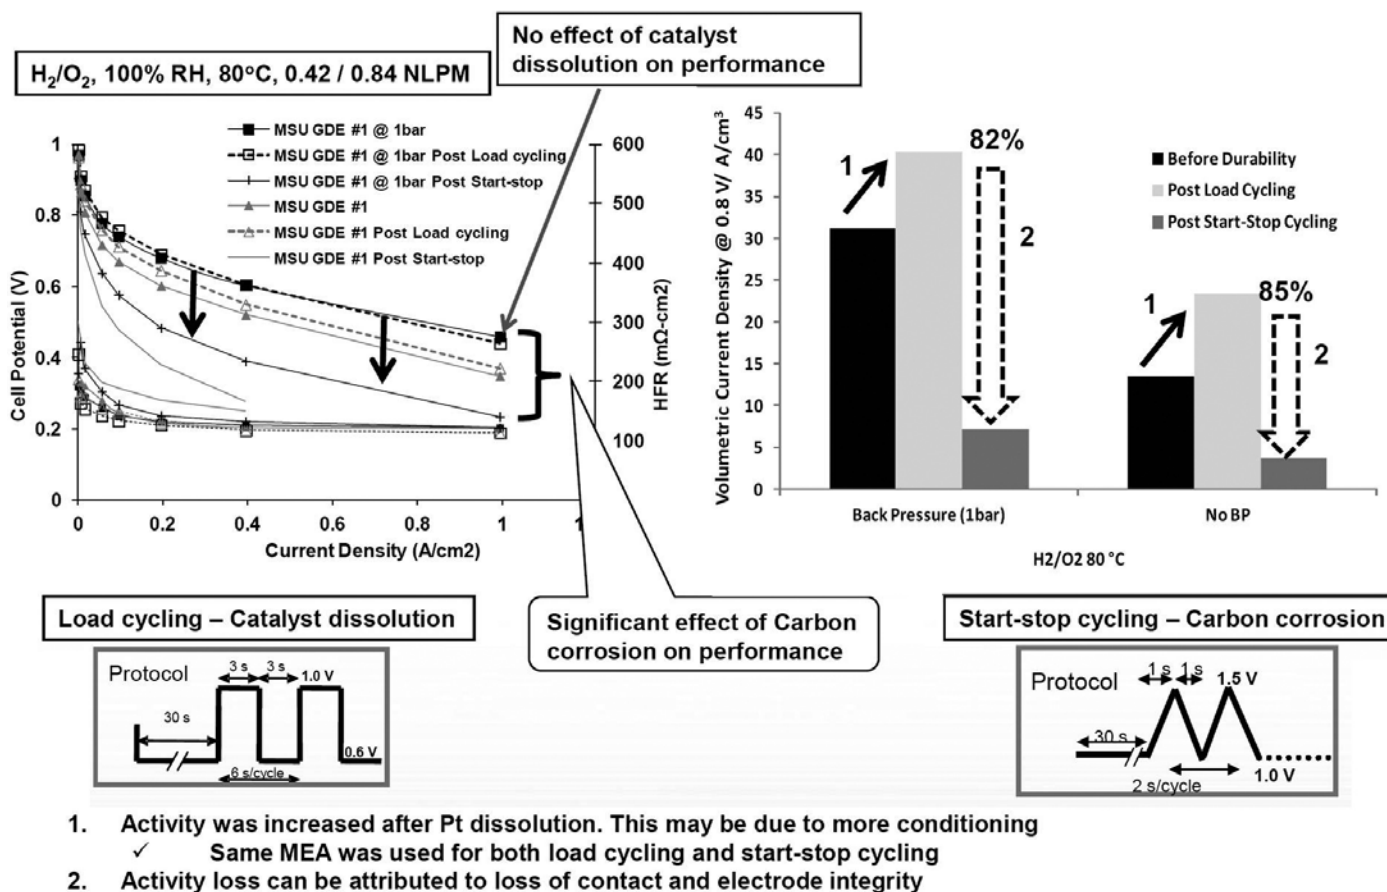 No effect of catalyst
dissolution on performance
H2/O2, 100% RH, 80°C, 0.42 / 0.84 NLPM
MSU GDE #1 @ 1bar
MSU GDE #1 @ 1bar Post Load cycling
MSU GDE #1 @ 1bar Post Start-stop
MSU GDE #1
MSU GDE #1 Post Load cycling
MSU GDE #1 Post Start-stop
Cell Potential (V)
1
0.8
0.6
0.4
0.2
0
600
500
400
300
200
100
HFR (mΩ-cm2)
0
0.2
0.4
0.6
0.8
1
1
Current Density (A/cm2)
Volumetric Current Density @ 0.8 V/ A/cm³
45
40
35
30
25
20
15
10
5
0
1
82%
2
1
85%
2
Before Durability
Post Load Cycling
Post Start-Stop Cycling
Back Pressure (1bar)
No BP
H2/O2 80 °C
Load cycling – Catalyst dissolution
Protocol
3 s
3 s
1.0 V
30 s
0.6 V
6 s/cycle
Significant effect of Carbon
corrosion on performance
Start-stop cycling – Carbon corrosion
Protocol
1 s
1 s
1.5 V
30 s
1.0 V
2 s/cycle
1. Activity was increased after Pt dissolution. This may be due to more conditioning
✓ Same MEA was used for both load cycling and start-stop cycling
2. Activity loss can be attributed to loss of contact and electrode integrity